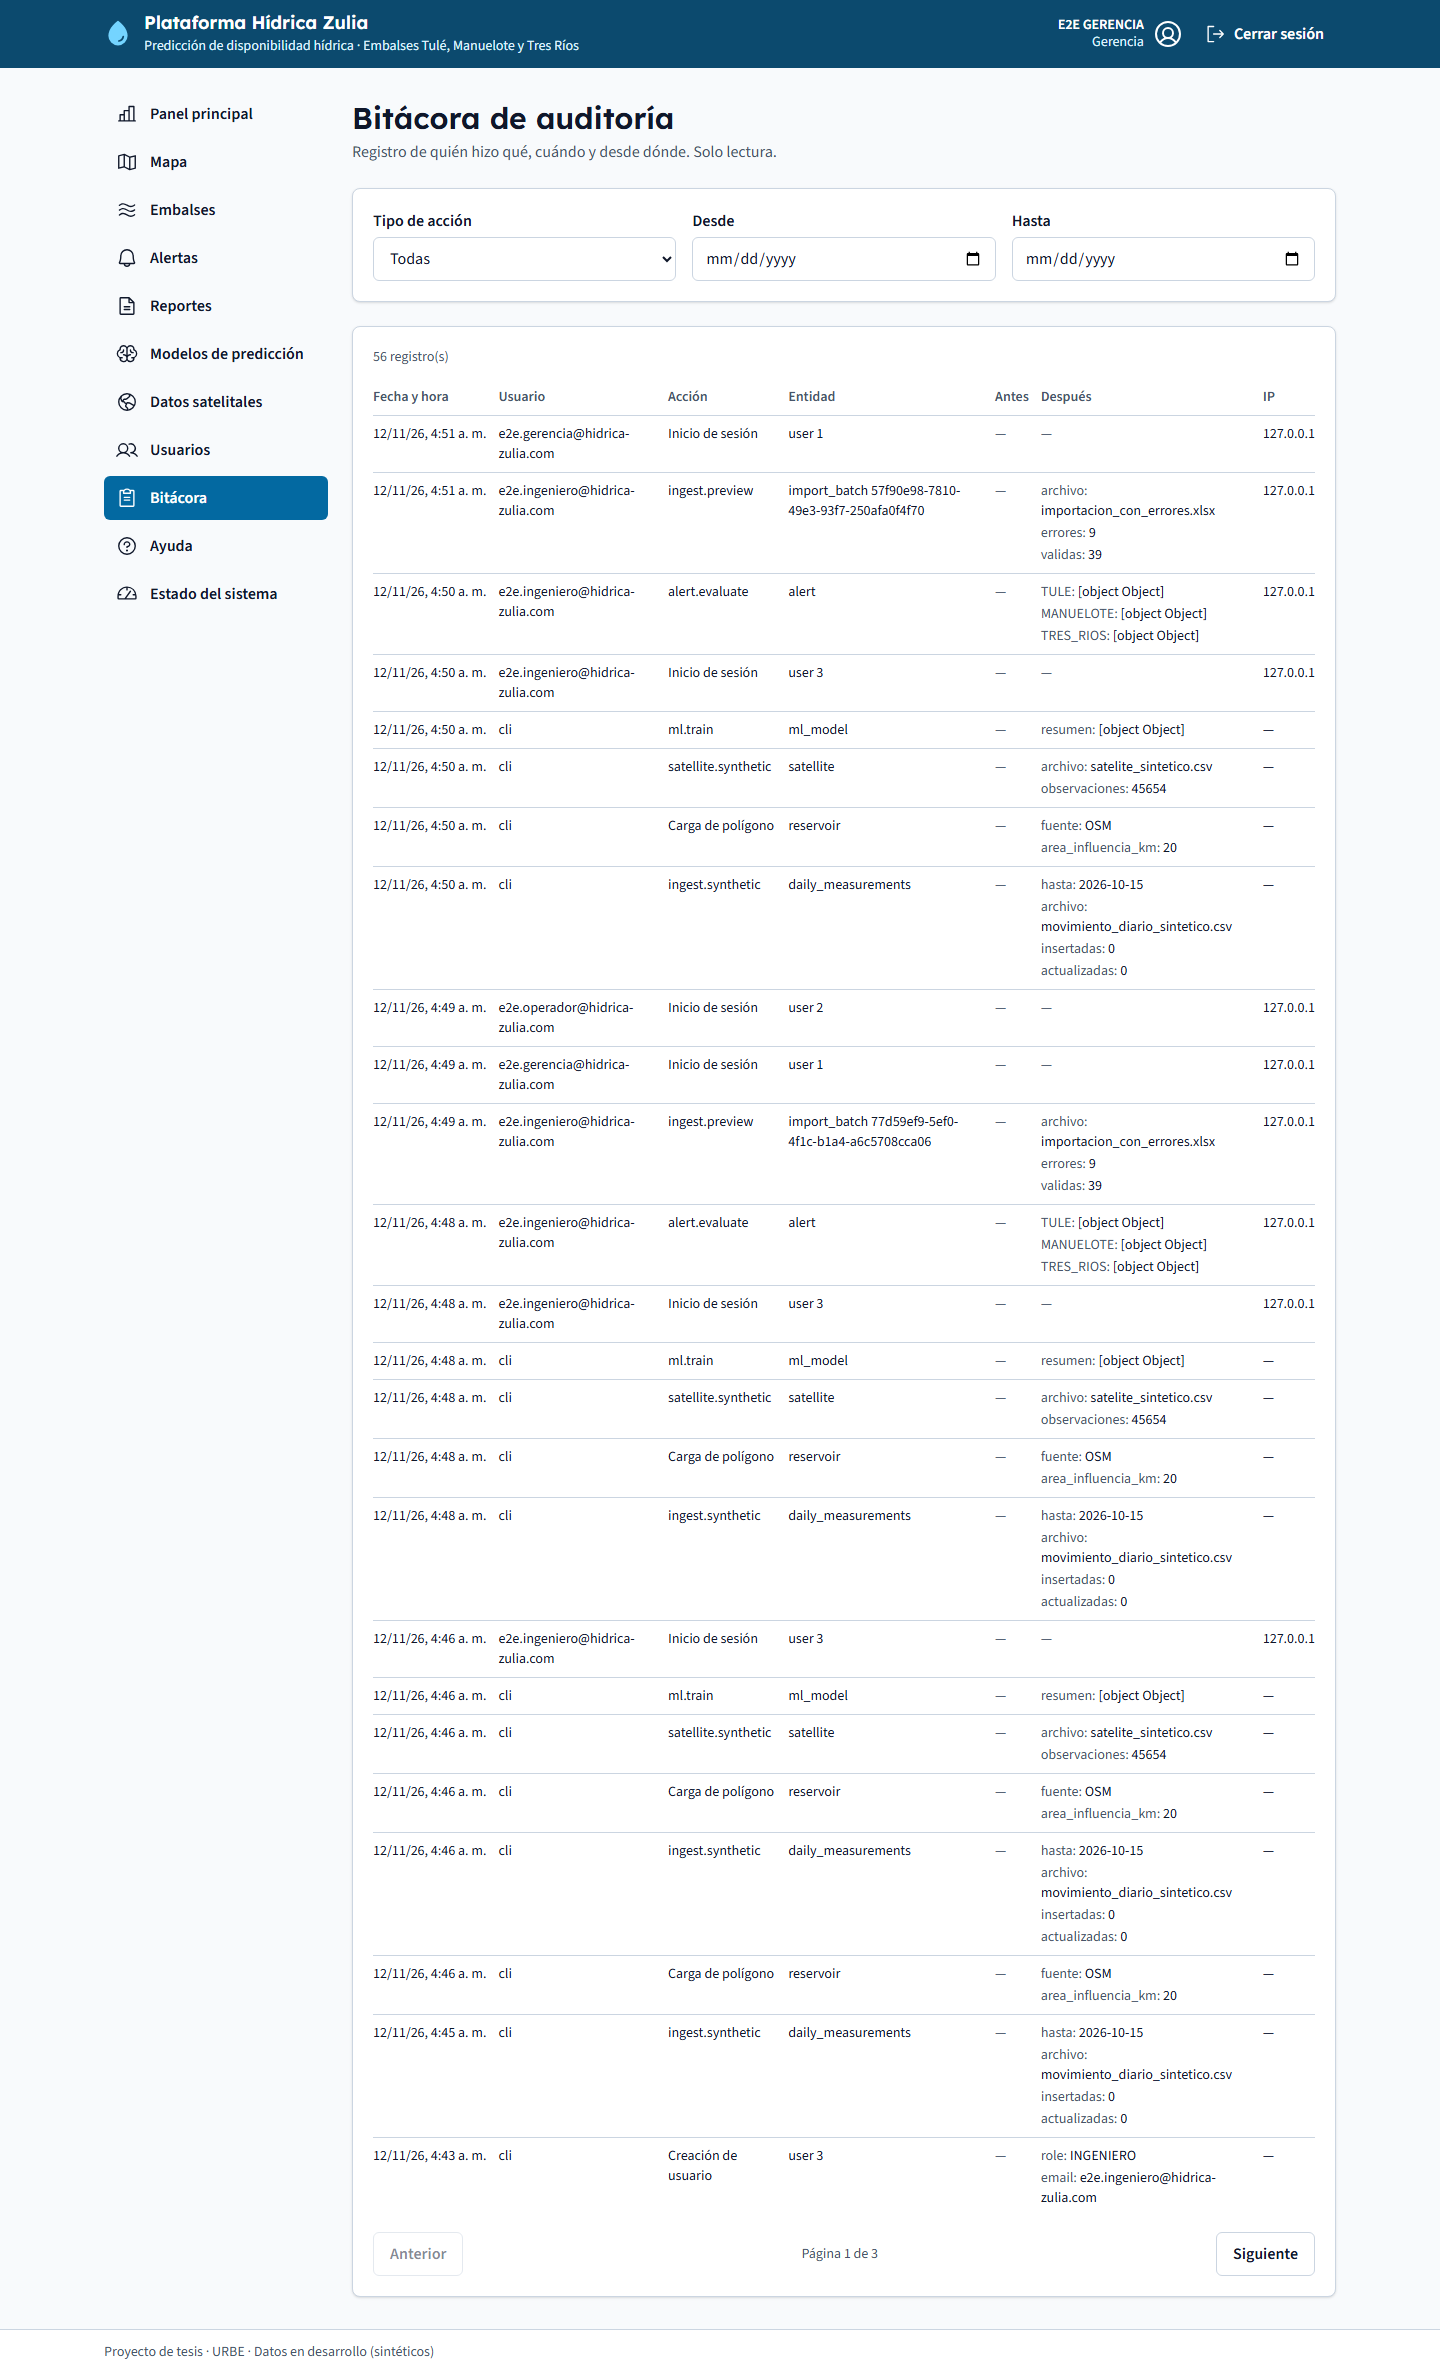 Plataforma Hídrica Zulia
Predicción de disponibilidad hídrica · Embalses Tulé, Manuelote y Tres Ríos
E2E GERENCIA
Gerencia
Cerrar sesión
Panel principal
Mapa
Embalses
Alertas
Reportes
Modelos de predicción
Datos satelitales
Usuarios
Bitácora
Ayuda
Estado del sistema
Bitácora de auditoría
Registro de quién hizo qué, cuándo y desde dónde. Solo lectura.
Tipo de acción Desde Hasta
Todas mm/dd/yyyy mm/dd/yyyy
56 registro(s)
Fecha y hora Usuario Acción Entidad Antes Después IP
12/11/26, 4:51 a. m. e2e.gerencia@hidrica- Inicio de sesión user 1 — — 127.0.0.1
zulia.com
12/11/26, 4:51 a. m. e2e.ingeniero@hidrica- ingest.preview import_batch 57f90e98-7810- — archivo: 127.0.0.1
zulia.com 49e3-93f7-250afa0f4f70 importacion_con_errores.xlsx
errores: 9
validas: 39
12/11/26, 4:50 a. m. e2e.ingeniero@hidrica- alert.evaluate alert — TULE: [object Object] 127.0.0.1
zulia.com MANUELOTE: [object Object]
TRES_RIOS: [object Object]
12/11/26, 4:50 a. m. e2e.ingeniero@hidrica- Inicio de sesión user 3 — — 127.0.0.1
zulia.com
12/11/26, 4:50 a. m. cli ml.train ml_model — resumen: [object Object] —
12/11/26, 4:50 a. m. cli satellite.synthetic satellite — archivo: satelite_sintetico.csv —
observaciones: 45654
12/11/26, 4:50 a. m. cli Carga de polígono reservoir — fuente: OSM —
area_influencia_km: 20
12/11/26, 4:50 a. m. cli ingest.synthetic daily_measurements — hasta: 2026-10-15 —
archivo:
movimiento_diario_sintetico.csv
insertadas: 0
actualizadas: 0
12/11/26, 4:49 a. m. e2e.operador@hidrica- Inicio de sesión user 2 — — 127.0.0.1
zulia.com
12/11/26, 4:49 a. m. e2e.gerencia@hidrica- Inicio de sesión user 1 — — 127.0.0.1
zulia.com
12/11/26, 4:49 a. m. e2e.ingeniero@hidrica- ingest.preview import_batch 77d59ef9-5ef0- — archivo: 127.0.0.1
zulia.com 4f1c-b1a4-a6c5708cca06 importacion_con_errores.xlsx
errores: 9
validas: 39
12/11/26, 4:48 a. m. e2e.ingeniero@hidrica- alert.evaluate alert — TULE: [object Object] 127.0.0.1
zulia.com MANUELOTE: [object Object]
TRES_RIOS: [object Object]
12/11/26, 4:48 a. m. e2e.ingeniero@hidrica- Inicio de sesión user 3 — — 127.0.0.1
zulia.com
12/11/26, 4:48 a. m. cli ml.train ml_model — resumen: [object Object] —
12/11/26, 4:48 a. m. cli satellite.synthetic satellite — archivo: satelite_sintetico.csv —
observaciones: 45654
12/11/26, 4:48 a. m. cli Carga de polígono reservoir — fuente: OSM —
area_influencia_km: 20
12/11/26, 4:48 a. m. cli ingest.synthetic daily_measurements — hasta: 2026-10-15 —
archivo:
movimiento_diario_sintetico.csv
insertadas: 0
actualizadas: 0
12/11/26, 4:46 a. m. e2e.ingeniero@hidrica- Inicio de sesión user 3 — — 127.0.0.1
zulia.com
12/11/26, 4:46 a. m. cli ml.train ml_model — resumen: [object Object] —
12/11/26, 4:46 a. m. cli satellite.synthetic satellite — archivo: satelite_sintetico.csv —
observaciones: 45654
12/11/26, 4:46 a. m. cli Carga de polígono reservoir — fuente: OSM —
area_influencia_km: 20
12/11/26, 4:46 a. m. cli ingest.synthetic daily_measurements — hasta: 2026-10-15 —
archivo:
movimiento_diario_sintetico.csv
insertadas: 0
actualizadas: 0
12/11/26, 4:46 a. m. cli Carga de polígono reservoir — fuente: OSM —
area_influencia_km: 20
12/11/26, 4:45 a. m. cli ingest.synthetic daily_measurements — hasta: 2026-10-15 —
archivo:
movimiento_diario_sintetico.csv
insertadas: 0
actualizadas: 0
12/11/26, 4:43 a. m. cli Creación de user 3 — role: INGENIERO —
usuario email: e2e.ingeniero@hidrica-
zulia.com
Anterior Página 1 de 3 Siguiente
Proyecto de tesis · URBE · Datos en desarrollo (sintéticos)